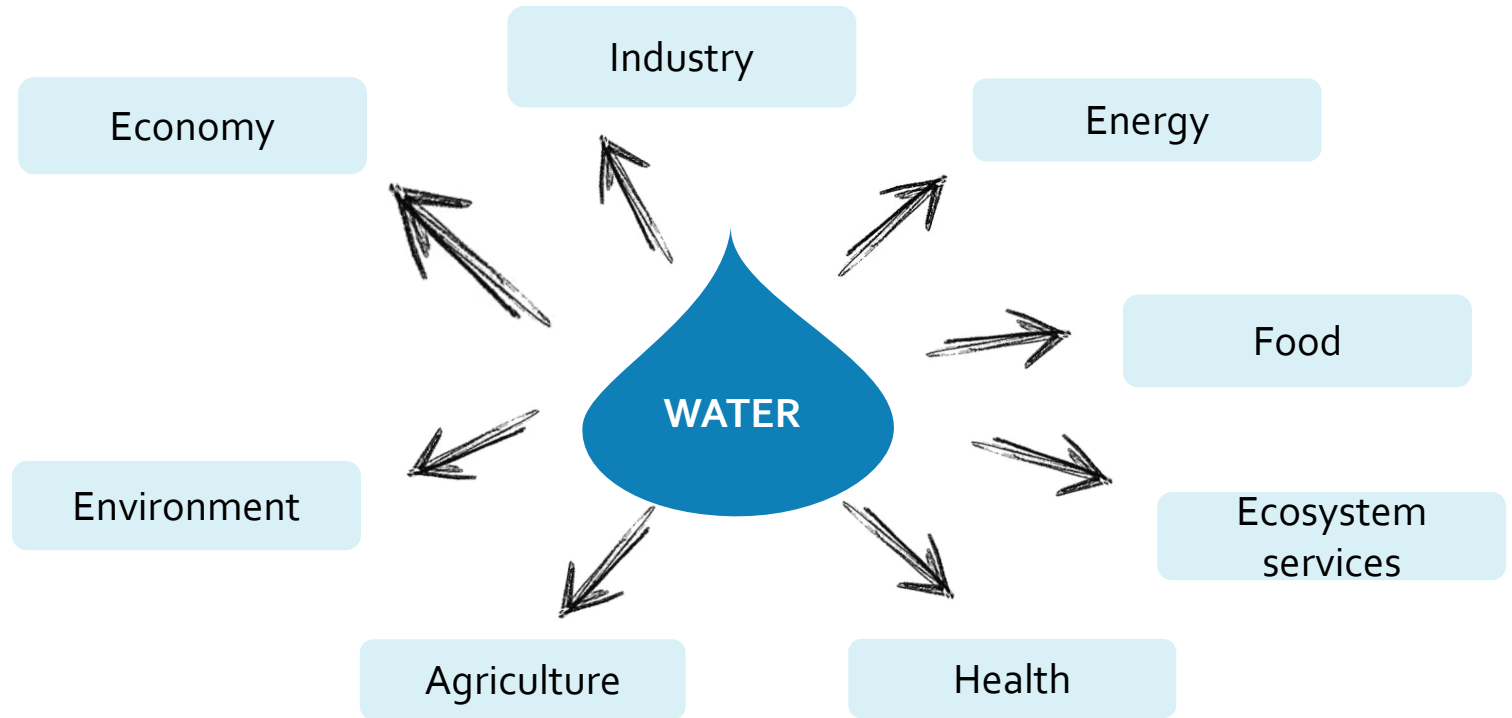 Industry
Economy
Energy
Food
WATER
Environment
Ecosystem
services
Agriculture
Health